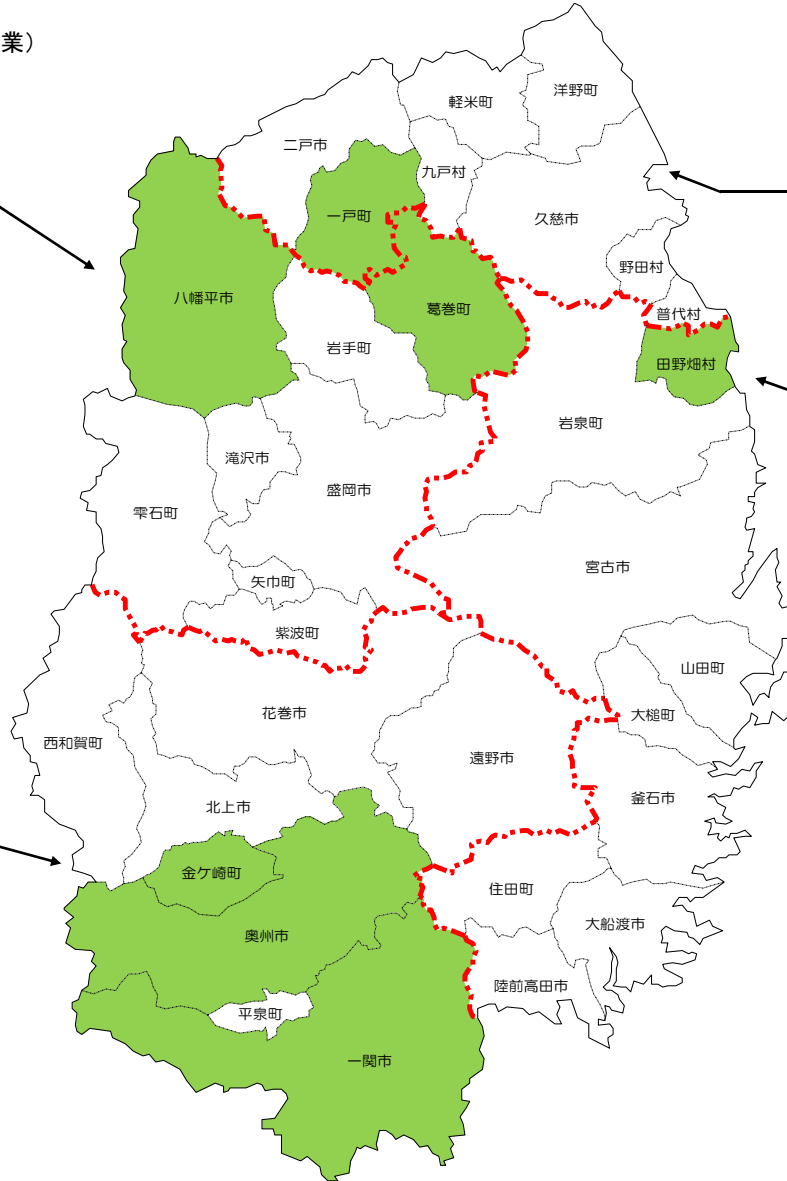 業）
洋野町
軽米町
二戸市
九戸村
一戸町
久慈市
野田村
八幡平市
葛巻町
普代村
岩手町
田野畑村
岩泉町
滝沢市
盛岡市
雫石町
宮古市
矢巾町
紫波町
山田町
花巻市
大槌町
西和賀町
遠野市
釜石市
北上市
金ケ崎町
住田町
大船渡市
奥州市
陸前高田市
平泉町
一関市